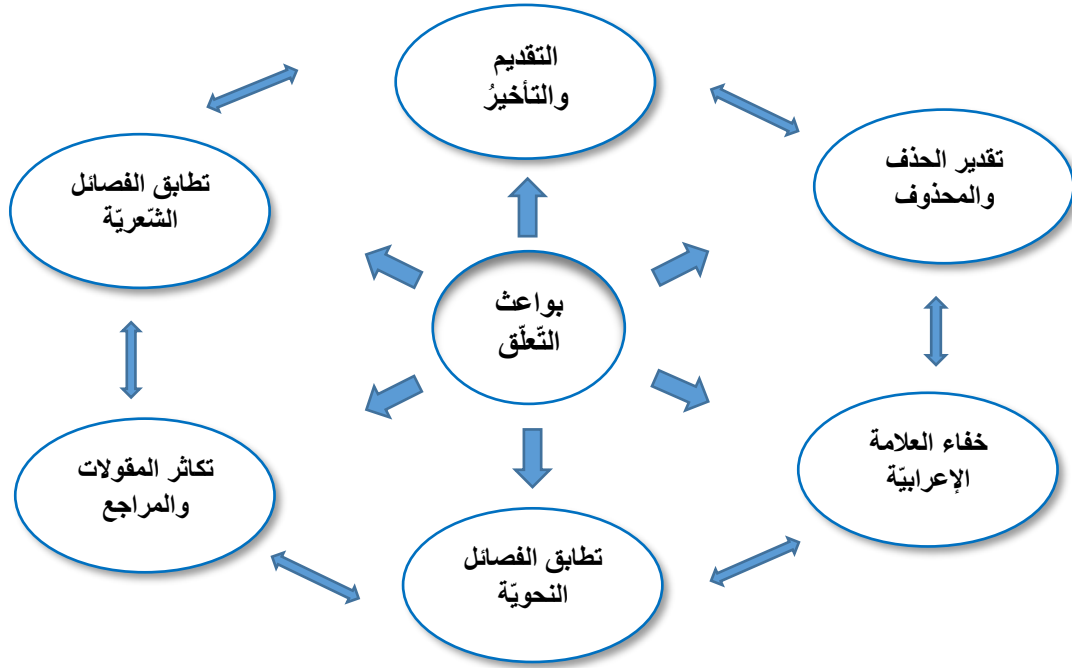 التقديم
والتأخيرُ
تقدير الحذف
والمحذوف
تطابق الفصائل
الشّعريّة
بواعث
التّعلّق
خفاء العلامة
الإعرابيّة
تكاثر المقولات
والمراجع
تطابق الفصائل
النحويّة